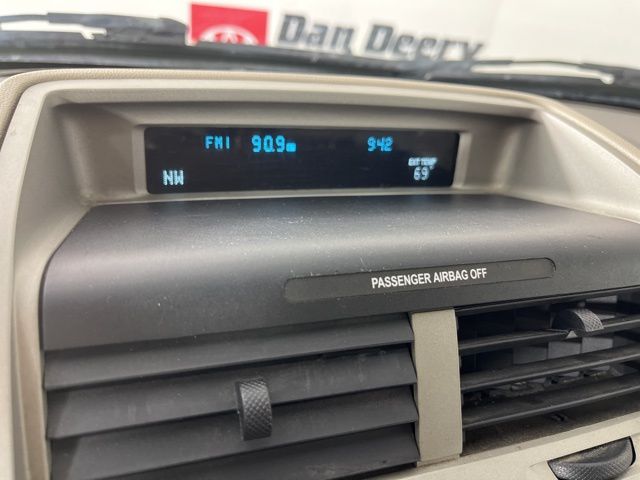 Dan Deery
FM1 90.9 942
EXT TEMP
NW 69°
PASSENGER AIRBAG OFF